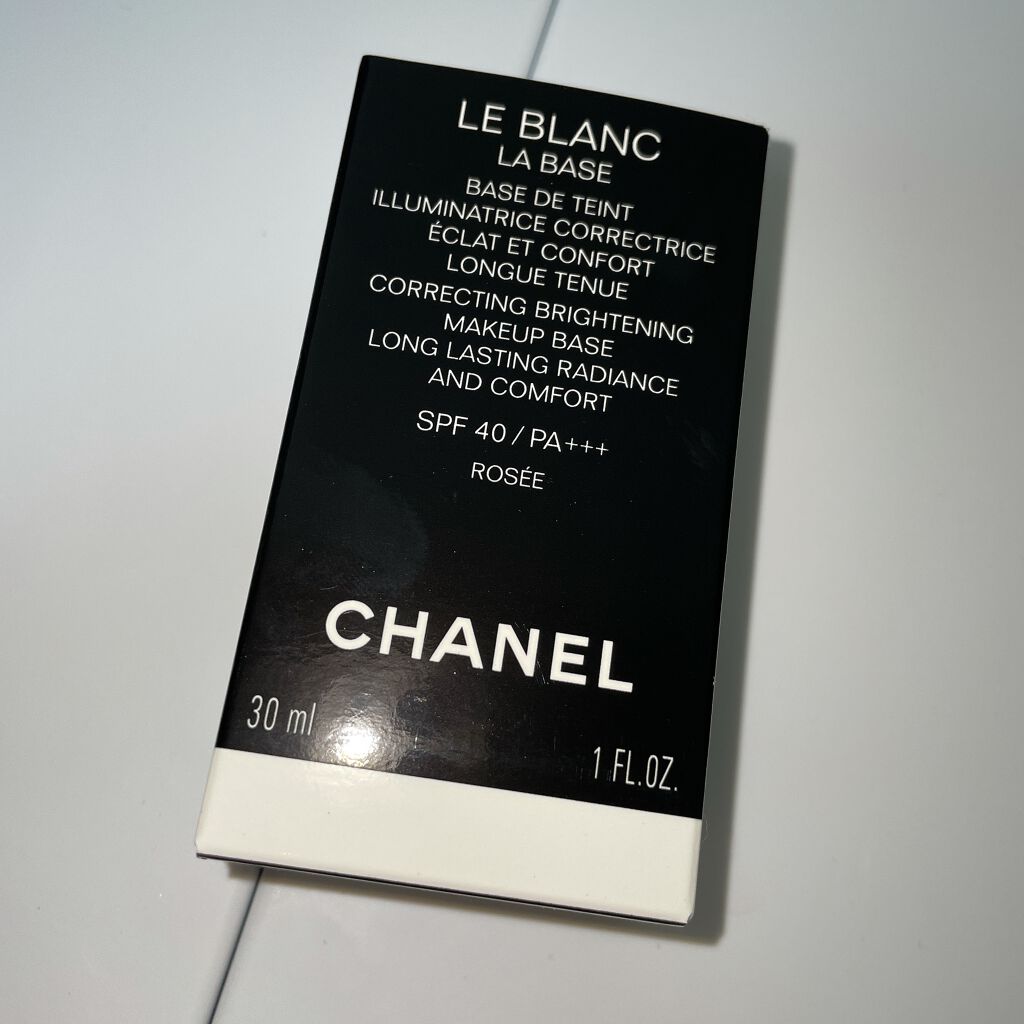 LE BLANC
LA BASE
BASE DE TEINT
ILLUMINATRICE CORRECTRICE
ÉCLAT ET CONFORT
LONGUE TENUE
CORRECTING BRIGHTENING
MAKEUP BASE
LONG LASTING RADIANCE
AND COMFORT
SPF 40 / PA+++
ROSÉE
CHANEL
30 ml
1 FL.OZ.